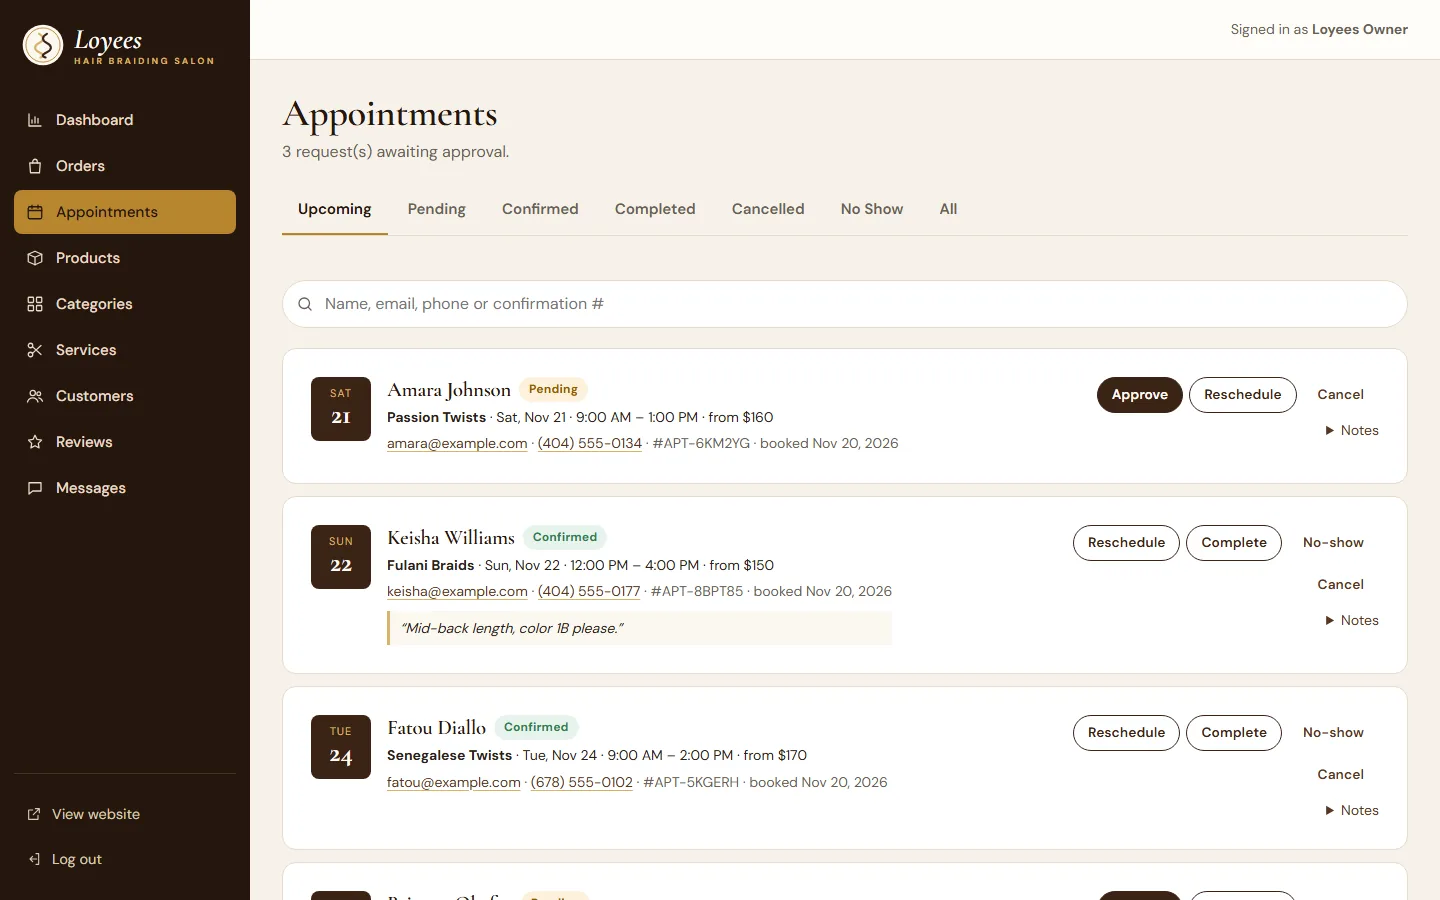 Loyees
HAIR BRAIDING SALON
Dashboard
Orders
Appointments
Products
Categories
Services
Customers
Reviews
Messages
View website
Log out
Signed in as Loyees Owner
Appointments
3 request(s) awaiting approval.
Upcoming Pending Confirmed Completed Cancelled No Show All
Name, email, phone or confirmation #
SAT
21
Amara Johnson Pending
Passion Twists · Sat, Nov 21 · 9:00 AM – 1:00 PM · from $160
amara@example.com · (404) 555-0134 · #APT-6KM2YG · booked Nov 20, 2026
Approve Reschedule Cancel
▶ Notes
SUN
22
Keisha Williams Confirmed
Fulani Braids · Sun, Nov 22 · 12:00 PM – 4:00 PM · from $150
keisha@example.com · (404) 555-0177 · #APT-8BPT85 · booked Nov 20, 2026
“Mid-back length, color 1B please.”
Reschedule Complete No-show
Cancel
▶ Notes
TUE
24
Fatou Diallo Confirmed
Senegalese Twists · Tue, Nov 24 · 9:00 AM – 2:00 PM · from $170
fatou@example.com · (678) 555-0102 · #APT-5KGERH · booked Nov 20, 2026
Reschedule Complete No-show
Cancel
▶ Notes